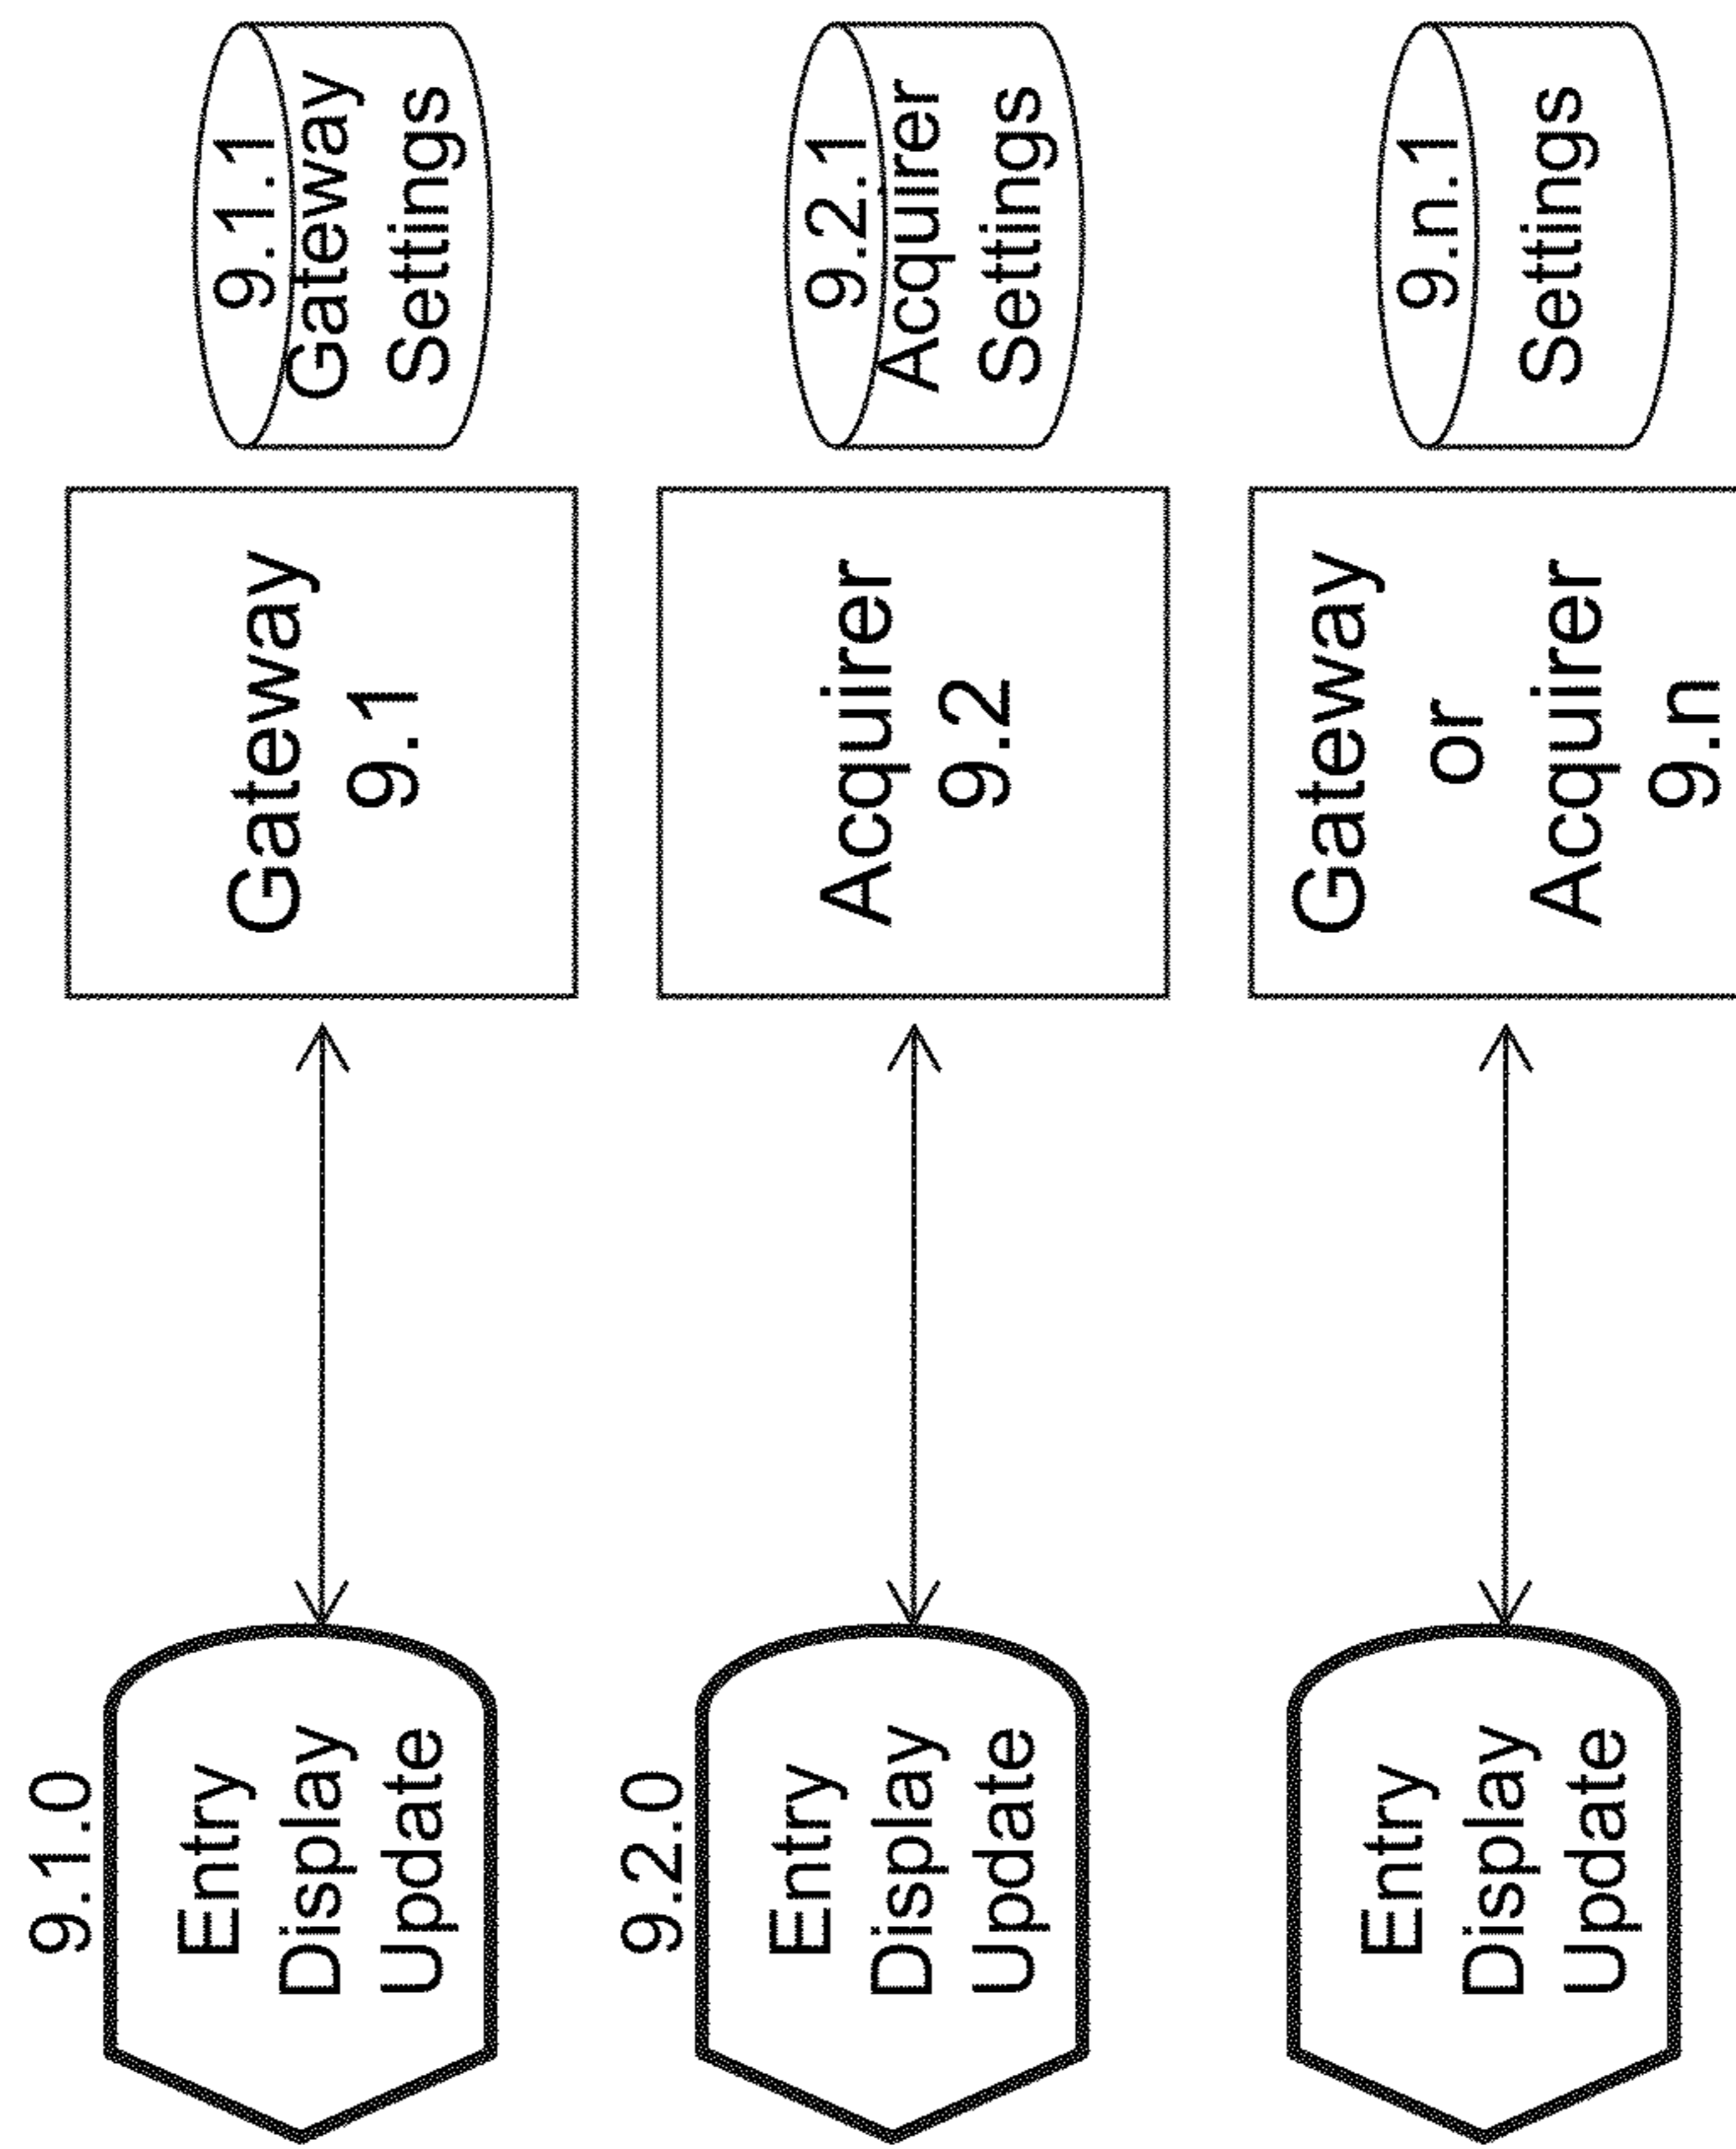 9.1.0
Entry
Display
Update
Gateway
9.1
9.1.1
Gateway
Settings
9.2.0
Entry
Display
Update
Acquirer
9.2
9.2.1
Acquirer
Settings
Entry
Display
Update
Gateway
or
Acquirer
9.n
9.n.1
Settings